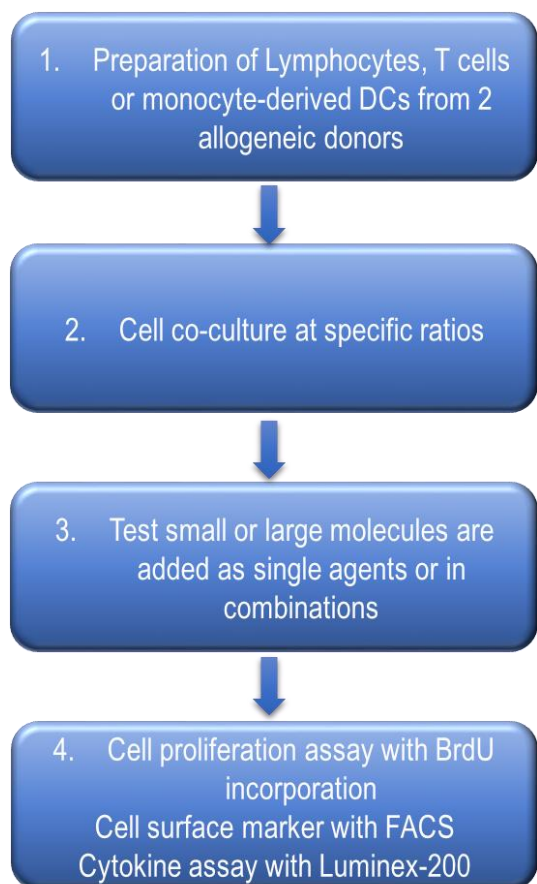 1. Preparation of Lymphocytes, T cells
or monocyte-derived DCs from 2
allogeneic donors
2. Cell co-culture at specific ratios
3. Test small or large molecules are
added as single agents or in
combinations
4. Cell proliferation assay with BrdU
incorporation
Cell surface marker with FACS
Cytokine assay with Luminex-200